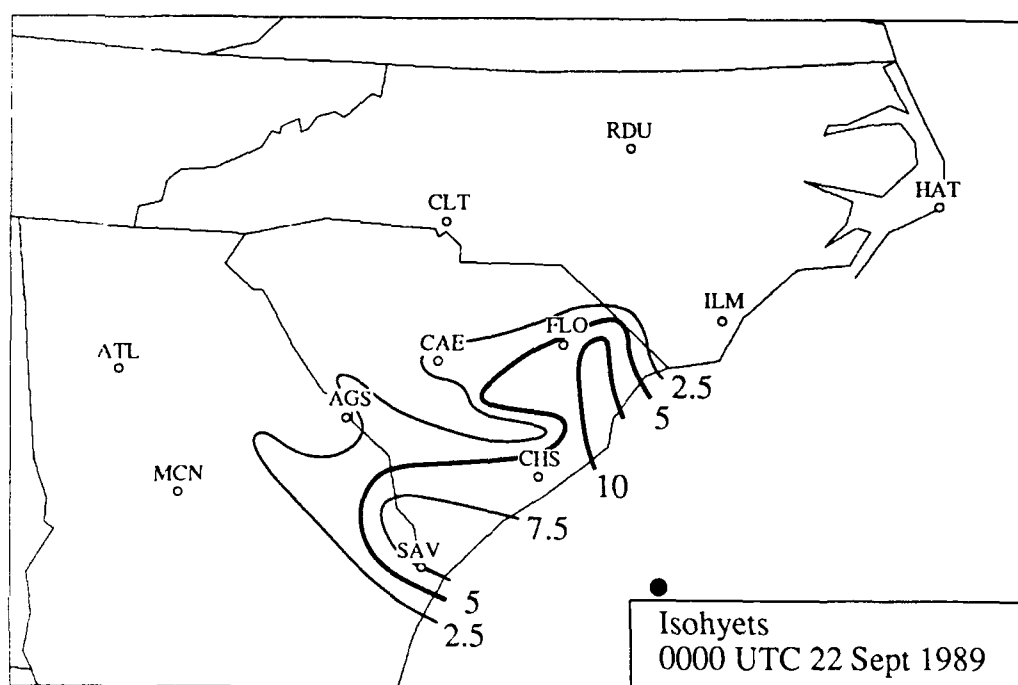 RDU
HAT
CLT
ILM
FLO
CAE
ATL
2.5
AGS
5
CHS
MCN
10
7.5
SAV
5
2.5
Isohyets
0000 UTC 22 Sept 1989